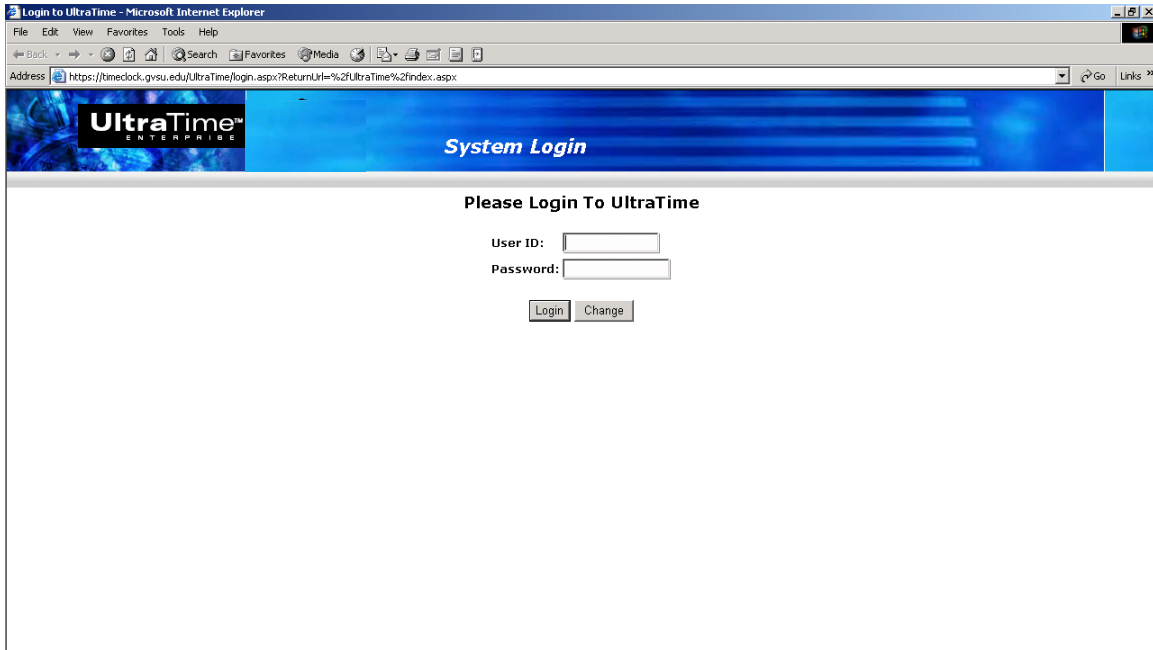 Login to UltraTime - Microsoft Internet Explorer
File Edit View Favorites Tools Help
Back Search Favorites Media
Address https://timeclock.gvsu.edu/UltraTime/login.aspx?ReturnUrl=%2fUltraTime%2findex.aspx Go Links »
UltraTime™
ENTERPRISE
System Login
Please Login To UltraTime
User ID:
Password:
Login Change